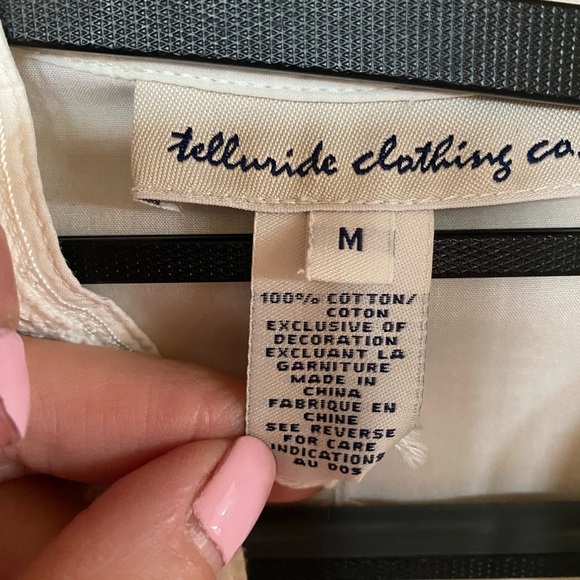 telluride clothing co.
M
100% COTTON/
COTON
EXCLUSIVE OF
DECORATION
EXCLUANT LA
GARNITURE
MADE IN
CHINA
FABRIQUE EN
CHINE
SEE REVERSE
FOR CARE
INDICATIONS
AU DOS